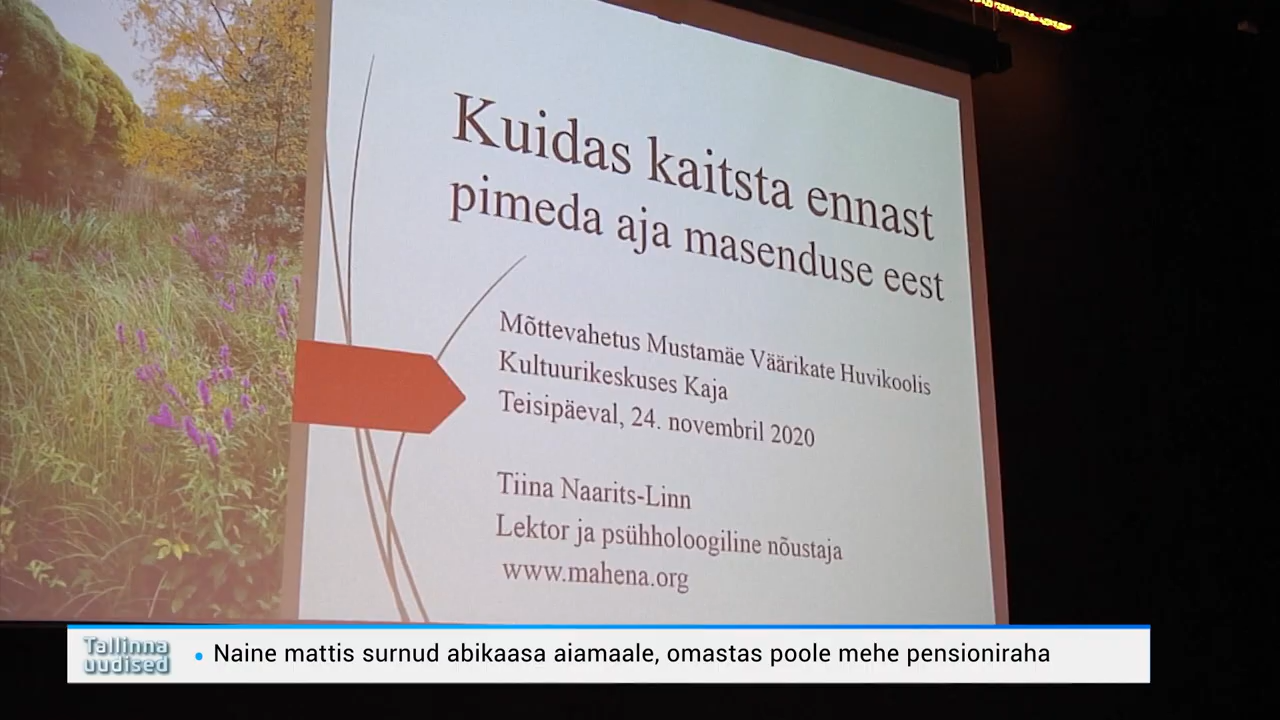 Kuidas kaitsta ennast
pimeda aja masenduse eest
Mõttevahetus Mustamäe Väärikate Huvikoolis
Kultuurikeskuses Kaja
Teisipäeval, 24. novembril 2020
Tiina Naarits-Linn
Lektor ja psühholoogiline nõustaja
www.mahena.org
Tallinna
uudised
• Naine mattis surnud abikaasa aiamaale, omastas poole mehe pensioniraha